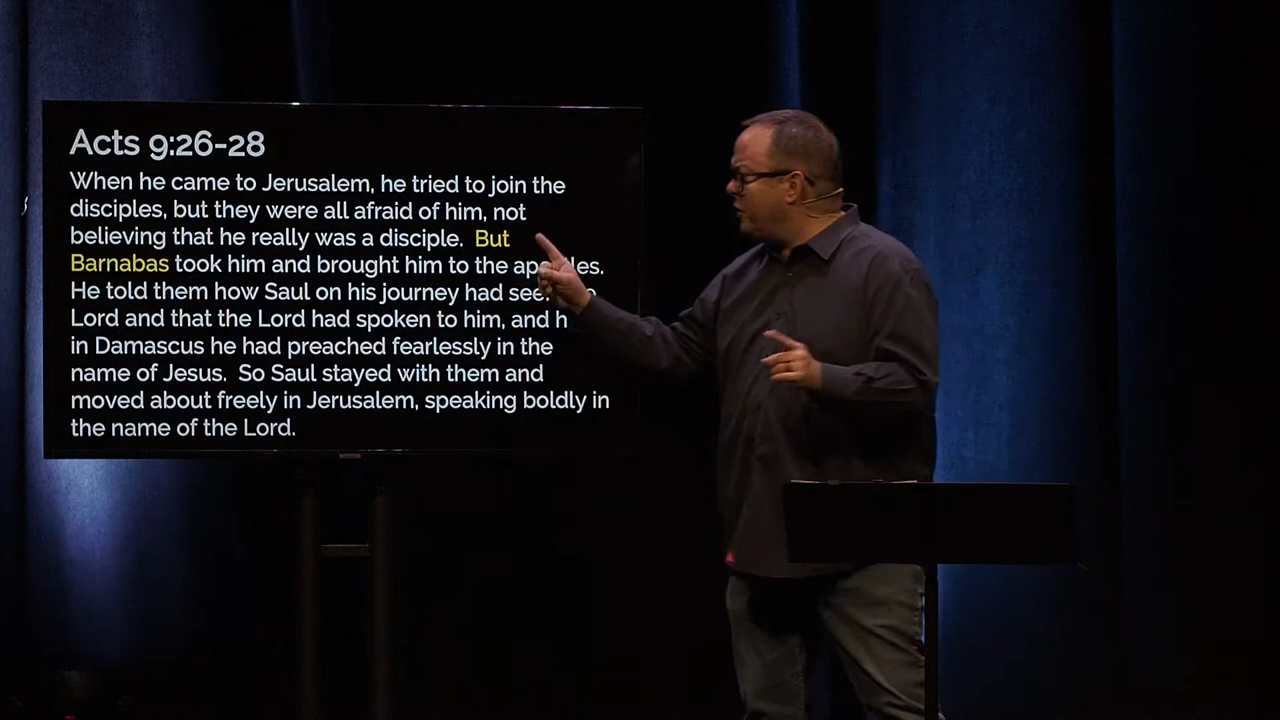 Acts 9:26-28
When he came to Jerusalem, he tried to join the
disciples, but they were all afraid of him, not
believing that he really was a disciple. But
Barnabas took him and brought him to the
He told them how Saul on his journey had
Lord and that the Lord had spoken to him, and
in Damascus he had preached fearlessly in the
name of Jesus. So Saul stayed with them and
moved about freely in Jerusalem, speaking boldly in
the name of the Lord.